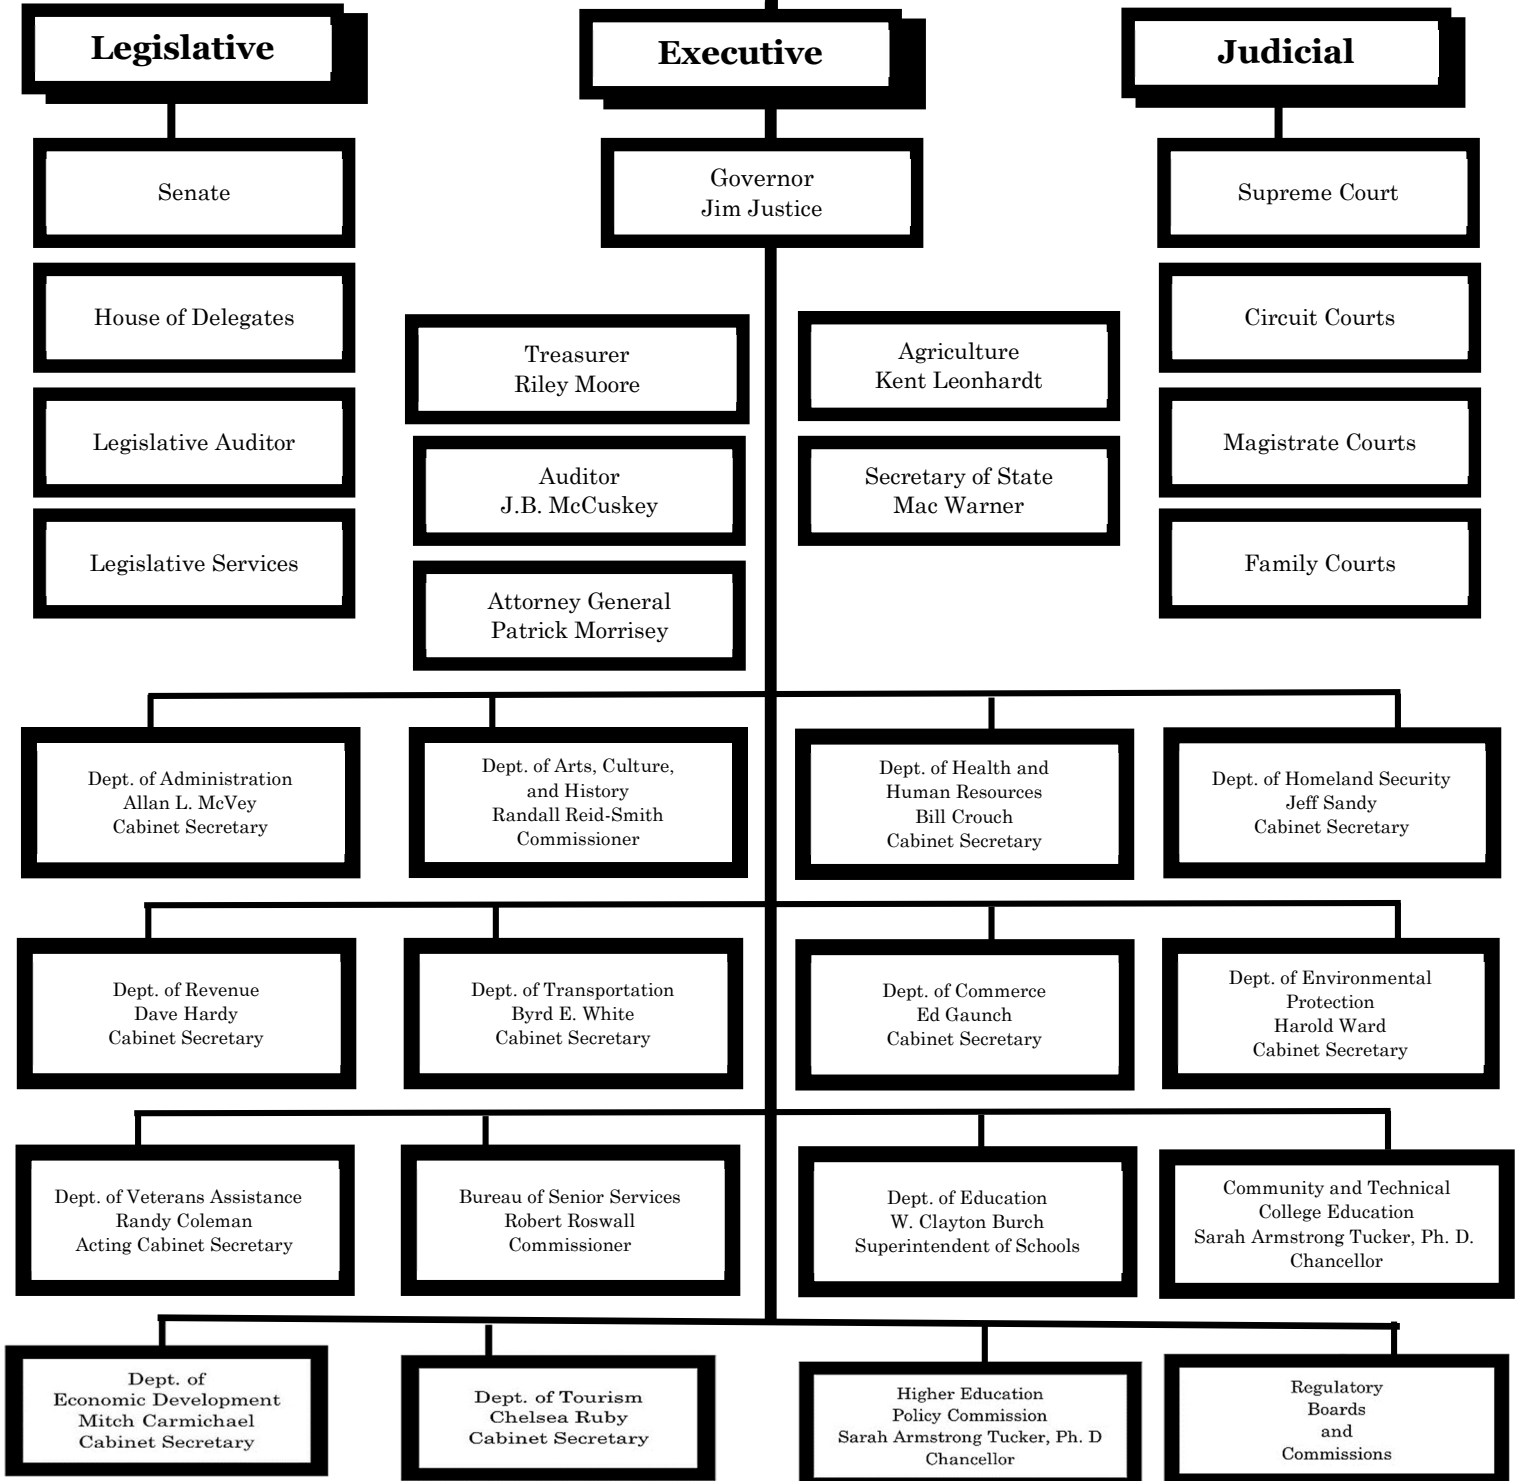 Legislative
Executive
Judicial
Senate
Governor
Jim Justice
Supreme Court
House of Delegates
Treasurer
Riley Moore
Agriculture
Kent Leonhardt
Circuit Courts
Legislative Auditor
Auditor
J.B. McCuskey
Secretary of State
Mac Warner
Magistrate Courts
Legislative Services
Attorney General
Patrick Morrisey
Family Courts
Dept. of Administration
Allan L. McVey
Cabinet Secretary
Dept. of Arts, Culture,
and History
Randall Reid-Smith
Commissioner
Dept. of Health and
Human Resources
Bill Crouch
Cabinet Secretary
Dept. of Homeland Security
Jeff Sandy
Cabinet Secretary
Dept. of Revenue
Dave Hardy
Cabinet Secretary
Dept. of Transportation
Byrd E. White
Cabinet Secretary
Dept. of Commerce
Ed Gaunch
Cabinet Secretary
Dept. of Environmental
Protection
Harold Ward
Cabinet Secretary
Dept. of Veterans Assistance
Randy Coleman
Acting Cabinet Secretary
Bureau of Senior Services
Robert Roswall
Commissioner
Dept. of Education
W. Clayton Burch
Superintendent of Schools
Community and Technical
College Education
Sarah Armstrong Tucker, Ph. D.
Chancellor
Dept. of
Economic Development
Mitch Carmichael
Cabinet Secretary
Dept. of Tourism
Chelsea Ruby
Cabinet Secretary
Higher Education
Policy Commission
Sarah Armstrong Tucker, Ph. D
Chancellor
Regulatory
Boards
and
Commissions